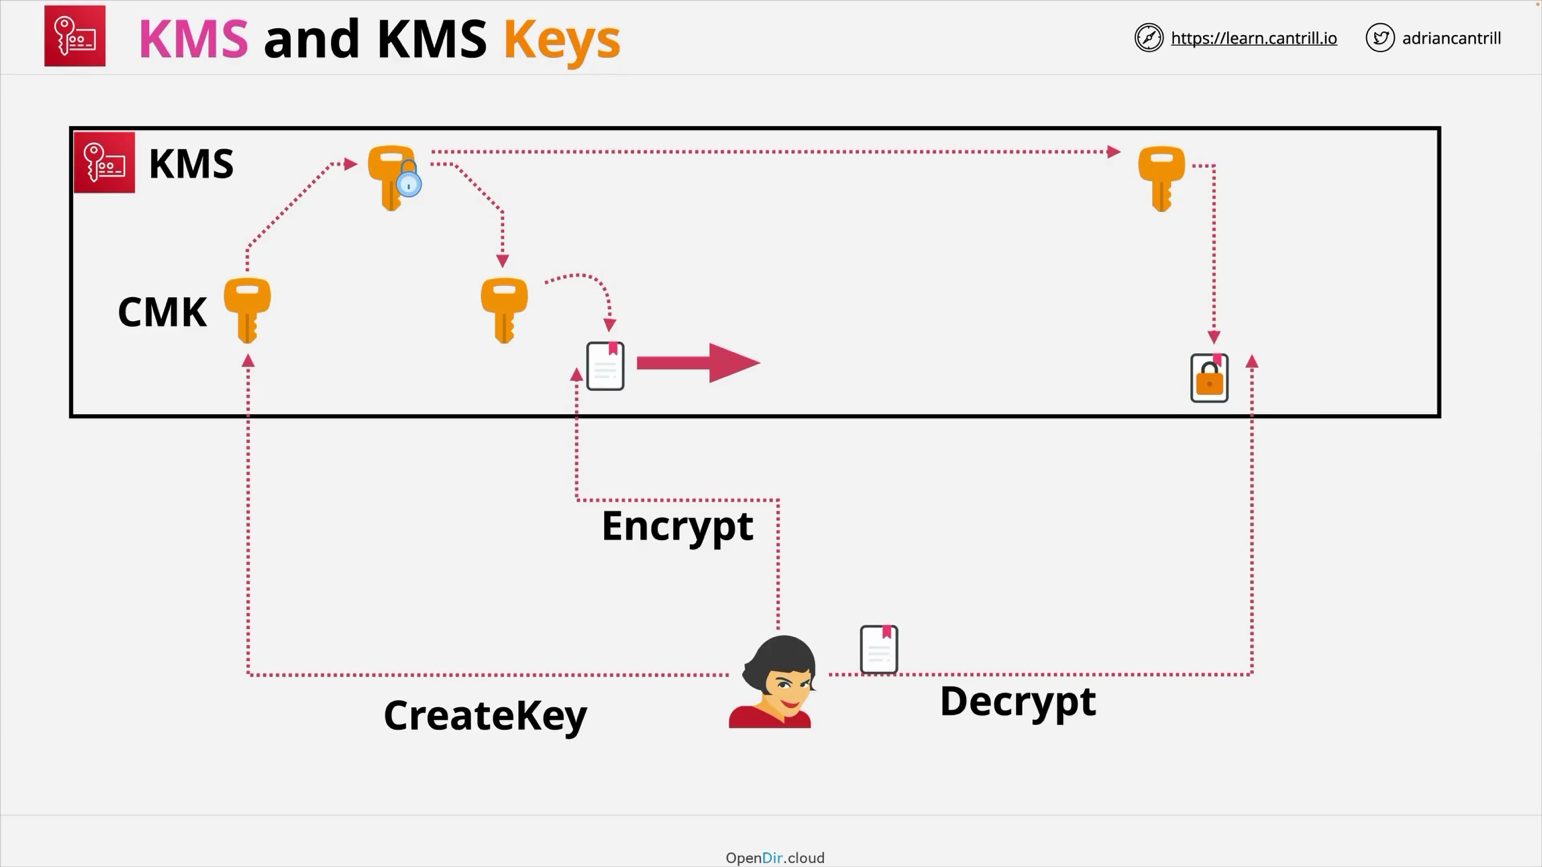 KMS and KMS Keys
https://learn.cantrill.io
adriancantrill
KMS
CMK
Encrypt
CreateKey
Decrypt
OpenDir.cloud